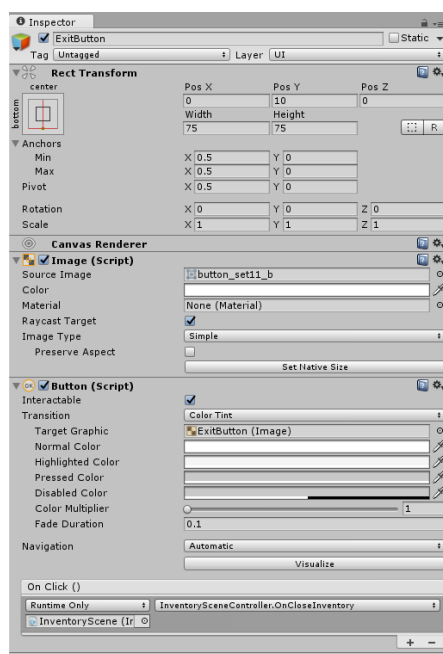 Inspector
ExitButton Static
Tag Untagged Layer UI
Rect Transform
center Pos X Pos Y Pos Z
0 10 0
bottom
Width Height
75 75
R
Anchors
Min X 0.5 Y 0
Max X 0.5 Y 0
Pivot X 0.5 Y 0
Rotation X 0 Y 0 Z 0
Scale X 1 Y 1 Z 1
Canvas Renderer
Image (Script)
Source Image button_set11_b
Color
Material None (Material)
Raycast Target
Image Type Simple
Preserve Aspect
Set Native Size
OK Button (Script)
Interactable
Transition Color Tint
Target Graphic ExitButton (Image)
Normal Color
Highlighted Color
Pressed Color
Disabled Color
Color Multiplier 1
Fade Duration 0.1
Navigation Automatic
Visualize
On Click ()
Runtime Only InventorySceneController.OnCloseInventory
InventoryScene (Ir
+ −